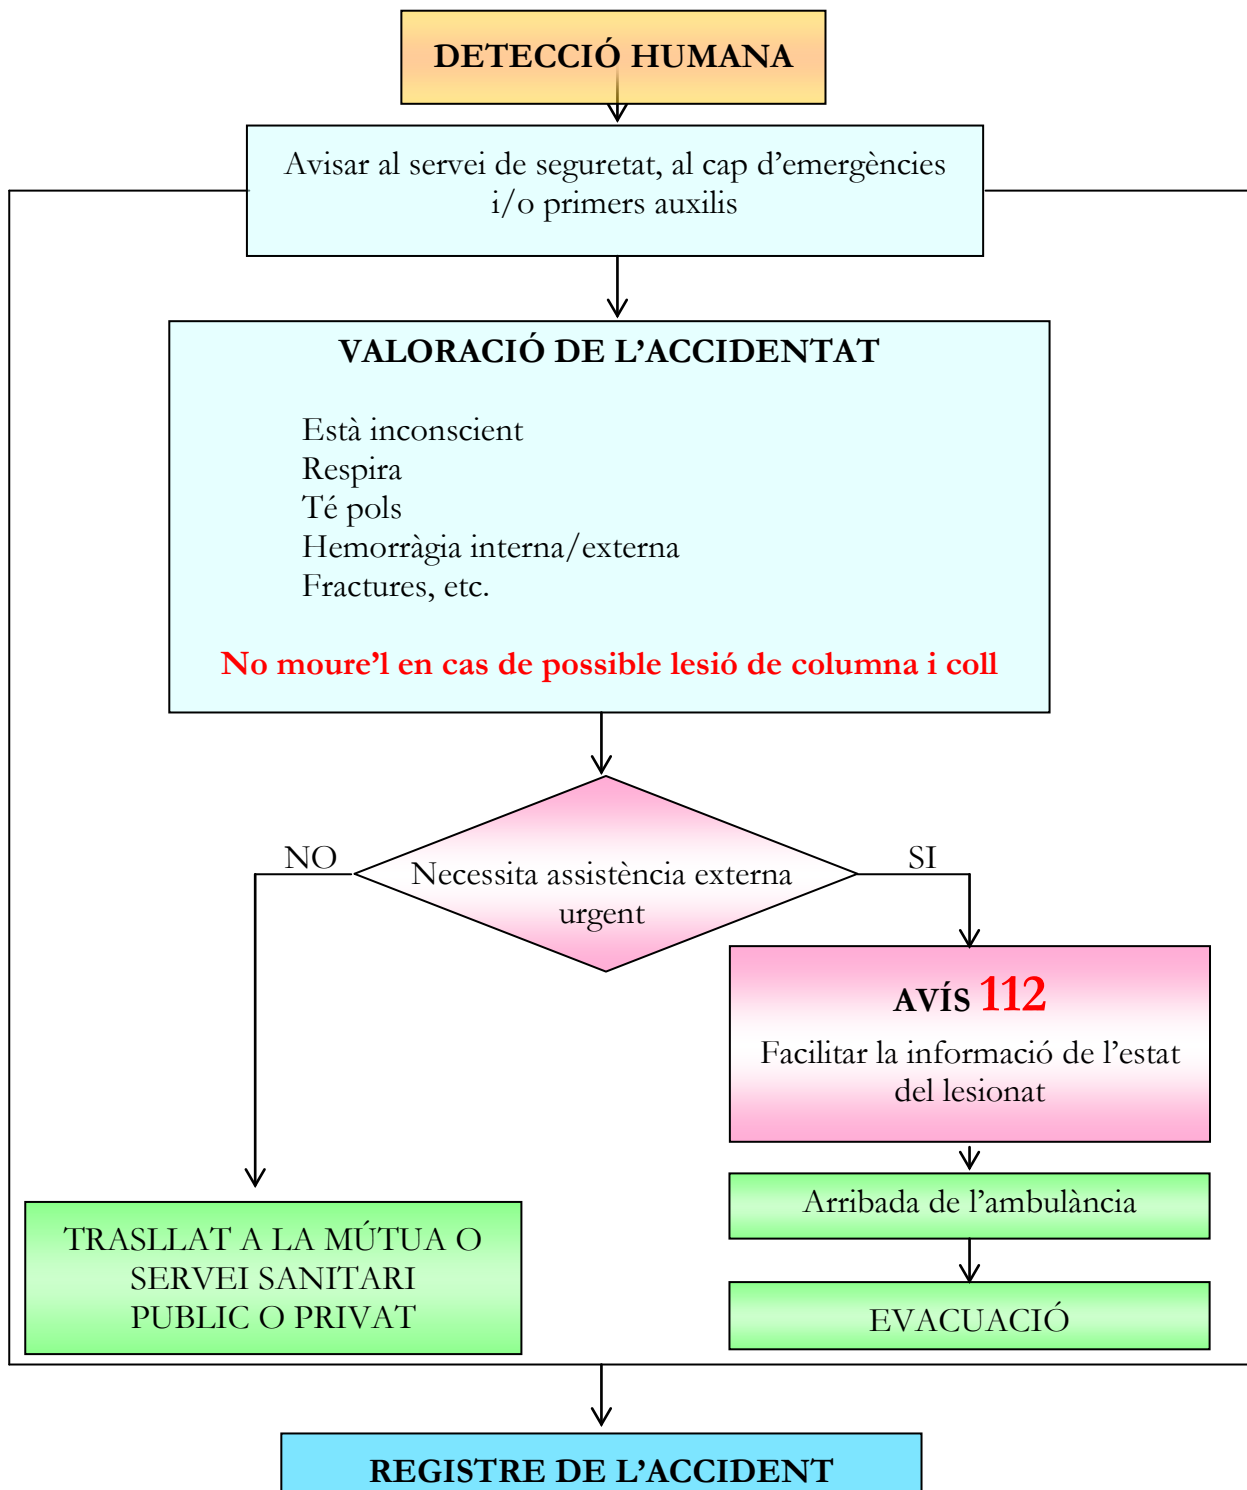 DETECCIÓ HUMANA
Avisar al servei de seguretat, al cap d’emergències
i/o primers auxilis
VALORACIÓ DE L’ACCIDENTAT
Està inconscient
Respira
Té pols
Hemorràgia interna/externa
Fractures, etc.
No moure’l en cas de possible lesió de columna i coll
NO
Necessita assistència externa
urgent
SI
AVÍS 112
Facilitar la informació de l’estat
del lesionat
Arribada de l’ambulància
TRASLLAT A LA MÚTUA O
SERVEI SANITARI
PUBLIC O PRIVAT
EVACUACIÓ
REGISTRE DE L’ACCIDENT